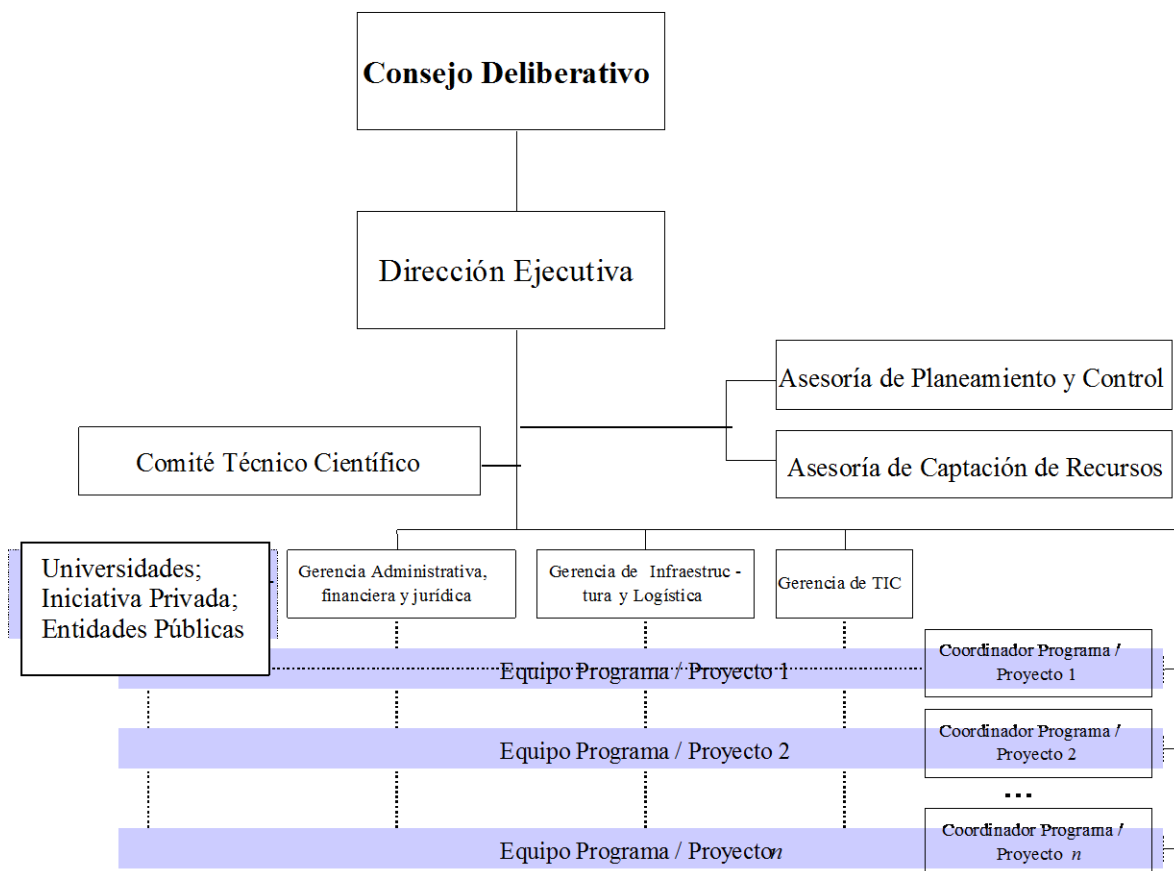 Consejo Deliberativo
Dirección Ejecutiva
Asesoría de Planeamiento y Control
Comité Técnico Científico
Asesoría de Captación de Recursos
Universidades;
Iniciativa Privada;
Entidades Públicas
Gerencia Administrativa,
financiera y jurídica
Gerencia de Infraestruc -
tura y Logística
Gerencia de TIC
Equipo Programa / Proyecto 1
Coordinador Programa /
Proyecto 1
Equipo Programa / Proyecto 2
Coordinador Programa /
Proyecto 2
...
Equipo Programa / Proyecto n
Coordinador Programa /
Proyecto n